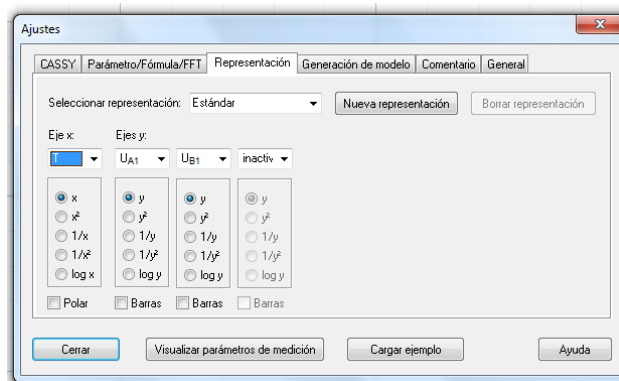 Ajustes
CASSY Parámetro/Fórmula/FFT Representación Generación de modelo Comentario General
Seleccionar representación: Estándar Nueva representación Borrar representación
Eje x: Ejes y:
T UA1 UB1 inactiv
x y y y
x² y² y² y²
1/x 1/y 1/y 1/y
1/x² 1/y² 1/y² 1/y²
log x log y log y log y
Polar Barras Barras Barras
Cerrar Visualizar parámetros de medición Cargar ejemplo Ayuda